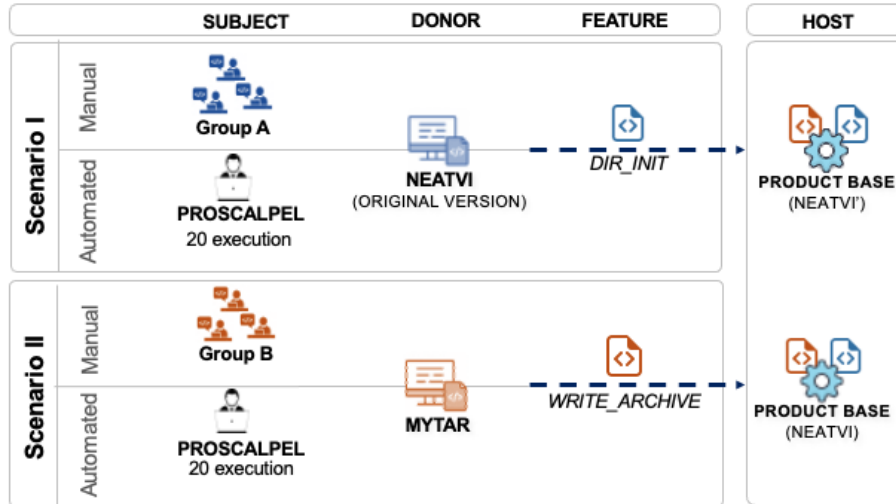 SUBJECT
DONOR
FEATURE
HOST
Scenario I
Manual
Automated
Group A
PROSCALPEL
20 execution
NEATVI
(ORIGINAL VERSION)
DIR_INIT
PRODUCT BASE
(NEATVI')
Scenario II
Manual
Automated
Group B
PROSCALPEL
20 execution
MYTAR
WRITE_ARCHIVE
PRODUCT BASE
(NEATVI)